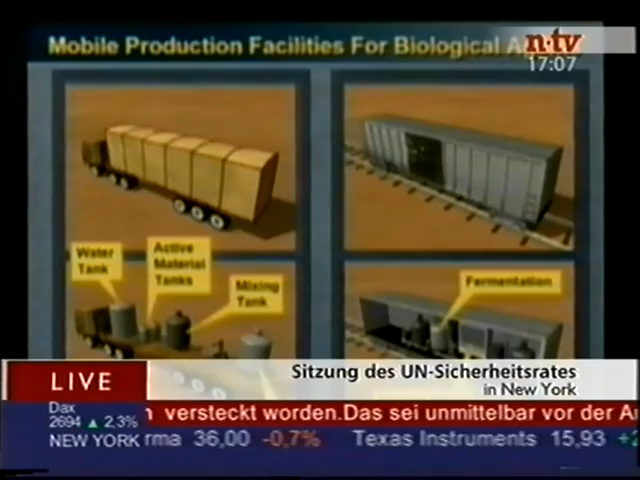 Mobile Production Facilities For Biological
n-tv
17:07
Water
Tank
Active
Material
Tanks
Mixing
Tank
Fermentation
LIVE
Sitzung des UN-Sicherheitsrates
in New York
Dax
2694 ▲ 2,3%
NEW YORK
versteckt worden.Das sei unmittelbar vor der
rma 36,00 -0,7% Texas Instruments 15,93